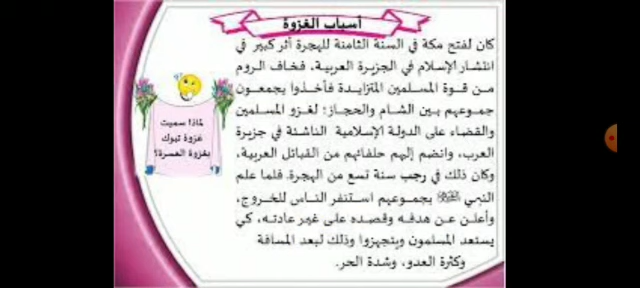 أسباب الغزوة
كان لفتح مكة في السنة الثامنة للهجرة أثر كبير في
انتشار الإسلام في الجزيرة العربية، فخاف الروم
من قوة المسلمين المتزايدة فأخذوا يجمعون
جموعهم بين الشام والحجاز؛ لغزو المسلمين
والقضاء على الدولة الإسلامية الناشئة في جزيرة
العرب، وانضم إليهم حلفائهم من القبائل العربية،
وكان ذلك في رجب سنة تسع من الهجرة. فلما علم
النبي ﷺ بجموعهم استنفر الناس للخروج،
وأعلن عن هدفه وقصده على غير عادته، كي
يستعد المسلمون ويتجهزوا وذلك لبعد المسافة
وكثرة العدو، وشدة الحر.
لماذا سميت
غزوة تبوك
بغزوة العسرة؟